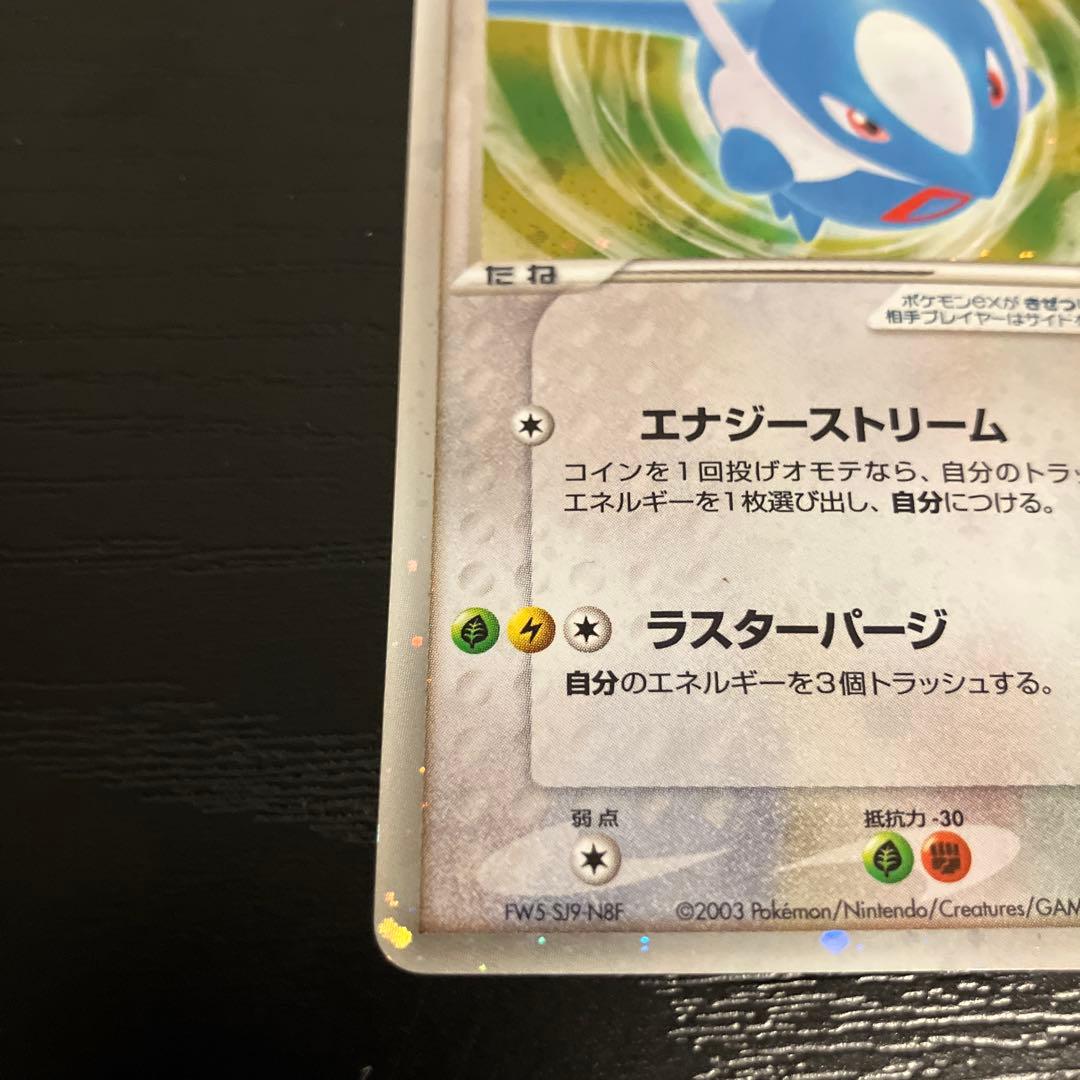 たね
ポケモンexがきぜつ
相手プレイヤーはサイドを
エナジーストリーム
コインを1回投げオモテなら、自分のトラッ
エネルギーを1枚選び出し、自分につける。
ラスターパージ
自分のエネルギーを3個トラッシュする。
弱点
抵抗力 -30
FW5-SJ9-N8F ©2003 Pokémon/Nintendo/Creatures/GAM